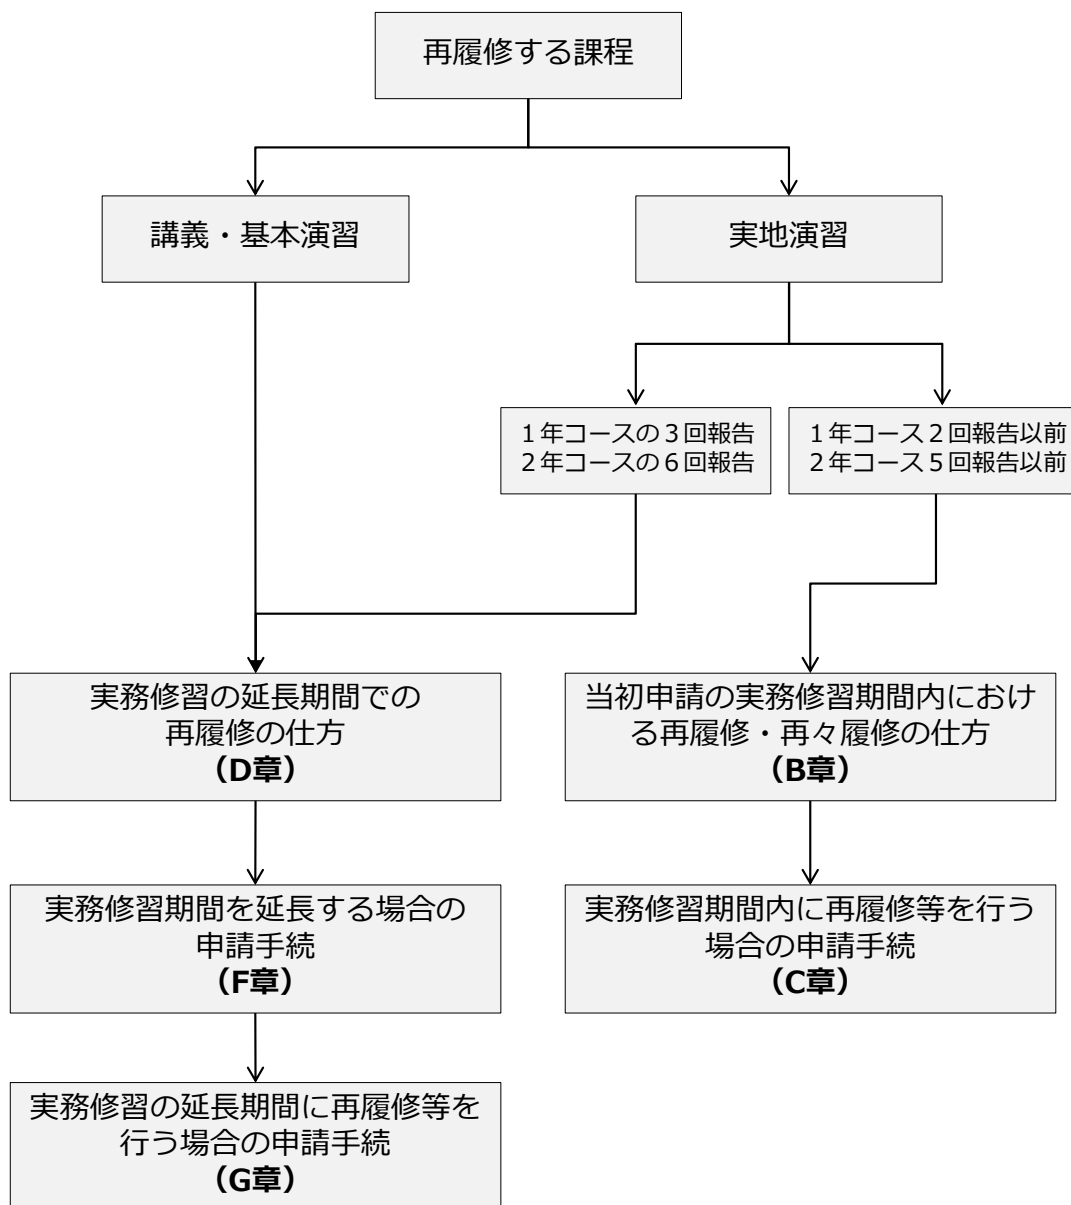 再履修する課程
講義・基本演習
実地演習
１年コースの３回報告
２年コースの６回報告
１年コース２回報告以前
２年コース５回報告以前
実務修習の延長期間での
再履修の仕方
（D章）
当初申請の実務修習期間内におけ
る再履修・再々履修の仕方
（B章）
実務修習期間を延長する場合の
申請手続
（F章）
実務修習期間内に再履修等を行う
場合の申請手続
（C章）
実務修習の延長期間に再履修等を
行う場合の申請手続
（G章）